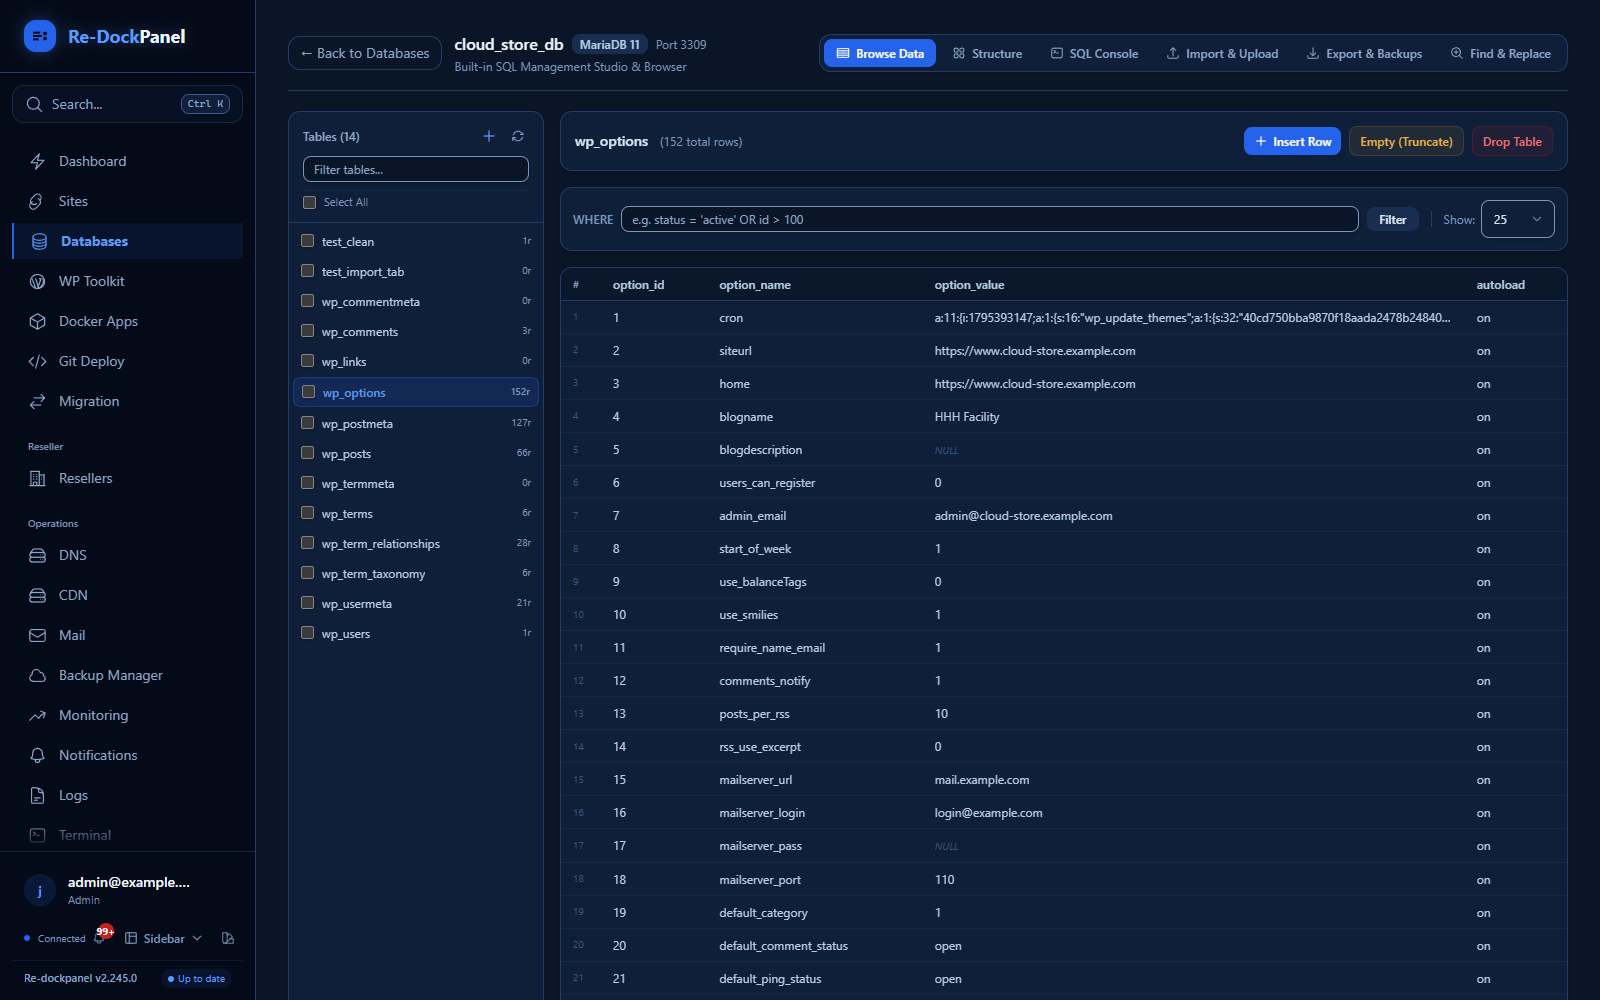 Re-DockPanel
Search...
Ctrl K
Dashboard
Sites
Databases
WP Toolkit
Docker Apps
Git Deploy
Migration
Reseller
Resellers
Operations
DNS
CDN
Mail
Backup Manager
Monitoring
Notifications
Logs
Terminal
j
admin@example....
Admin
Connected
99+
Sidebar
Re-dockpanel v2.245.0
Up to date
← Back to Databases
cloud_store_db MariaDB 11 Port 3309
Built-in SQL Management Studio & Browser
Browse Data
Structure
SQL Console
Import & Upload
Export & Backups
Find & Replace
Tables (14)
Filter tables...
Select All
test_clean 1r
test_import_tab 0r
wp_commentmeta 0r
wp_comments 3r
wp_links 0r
wp_options 152r
wp_postmeta 127r
wp_posts 66r
wp_termmeta 0r
wp_terms 6r
wp_term_relationships 28r
wp_term_taxonomy 6r
wp_usermeta 21r
wp_users 1r
wp_options (152 total rows)
+ Insert Row
Empty (Truncate)
Drop Table
WHERE e.g. status = 'active' OR id > 100 Filter Show: 25
# option_id option_name option_value autoload
1 1 cron a:11:{i:1795393147;a:1:{s:16:"wp_update_themes";a:1:{s:32:"40cd750bba9870f18aada2478b24840... on
2 2 siteurl https://www.cloud-store.example.com on
3 3 home https://www.cloud-store.example.com on
4 4 blogname HHH Facility on
5 5 blogdescription NULL on
6 6 users_can_register 0 on
7 7 admin_email admin@cloud-store.example.com on
8 8 start_of_week 1 on
9 9 use_balanceTags 0 on
10 10 use_smilies 1 on
11 11 require_name_email 1 on
12 12 comments_notify 1 on
13 13 posts_per_rss 10 on
14 14 rss_use_excerpt 0 on
15 15 mailserver_url mail.example.com on
16 16 mailserver_login login@example.com on
17 17 mailserver_pass NULL on
18 18 mailserver_port 110 on
19 19 default_category 1 on
20 20 default_comment_status open on
21 21 default_ping_status open on